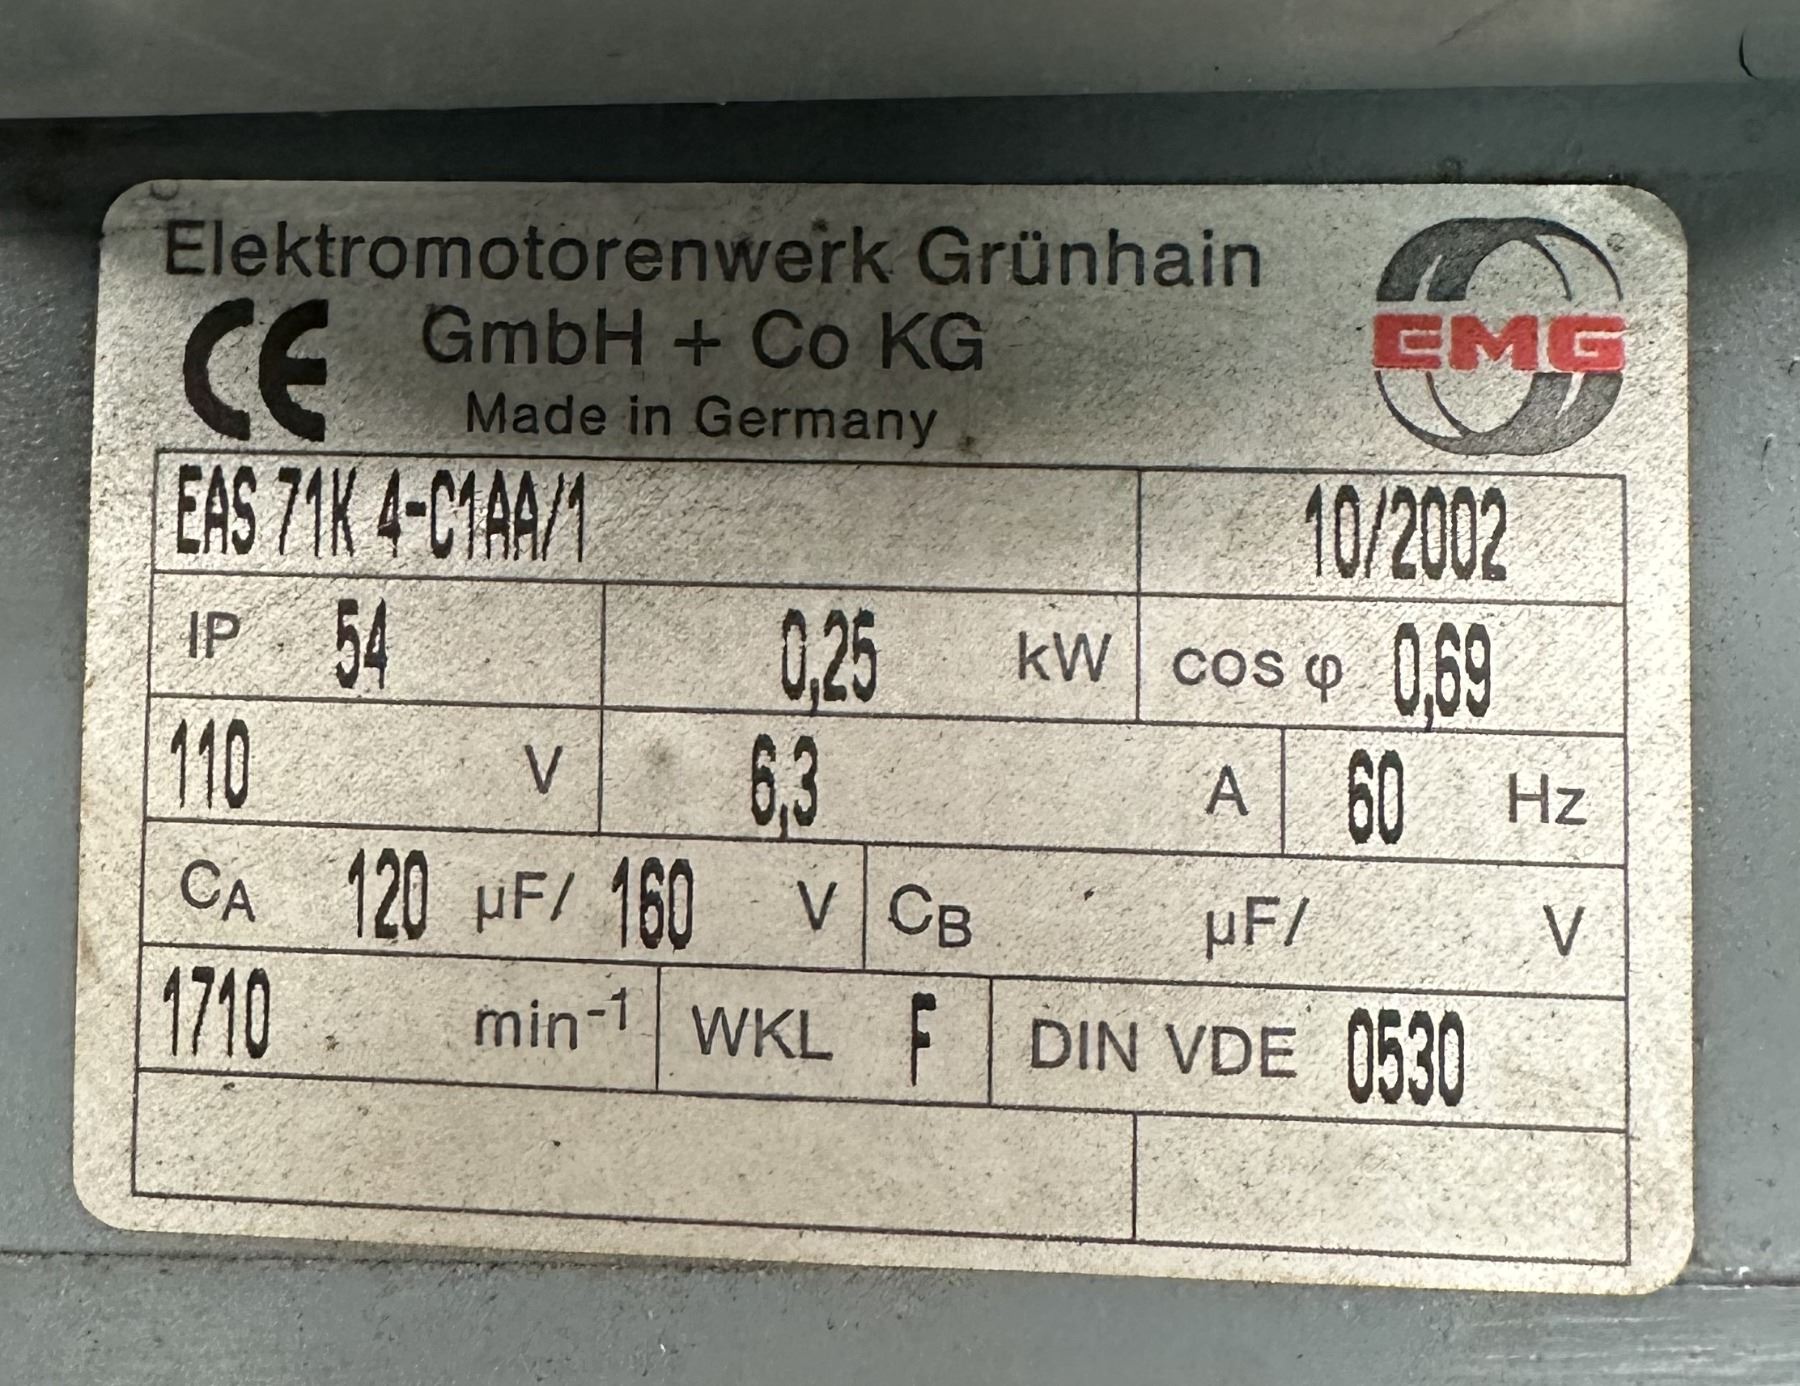 Elektromotorenwerk Grünhain
CE GmbH + Co KG
Made in Germany
EMG
EAS 71K 4-C1AA/1 10/2002
IP 54 0,25 kW cos φ 0,69
110 V 6,3 A 60 Hz
CA 120 µF/ 160 V CB µF/ V
1710 min-1 WKL F DIN VDE 0530